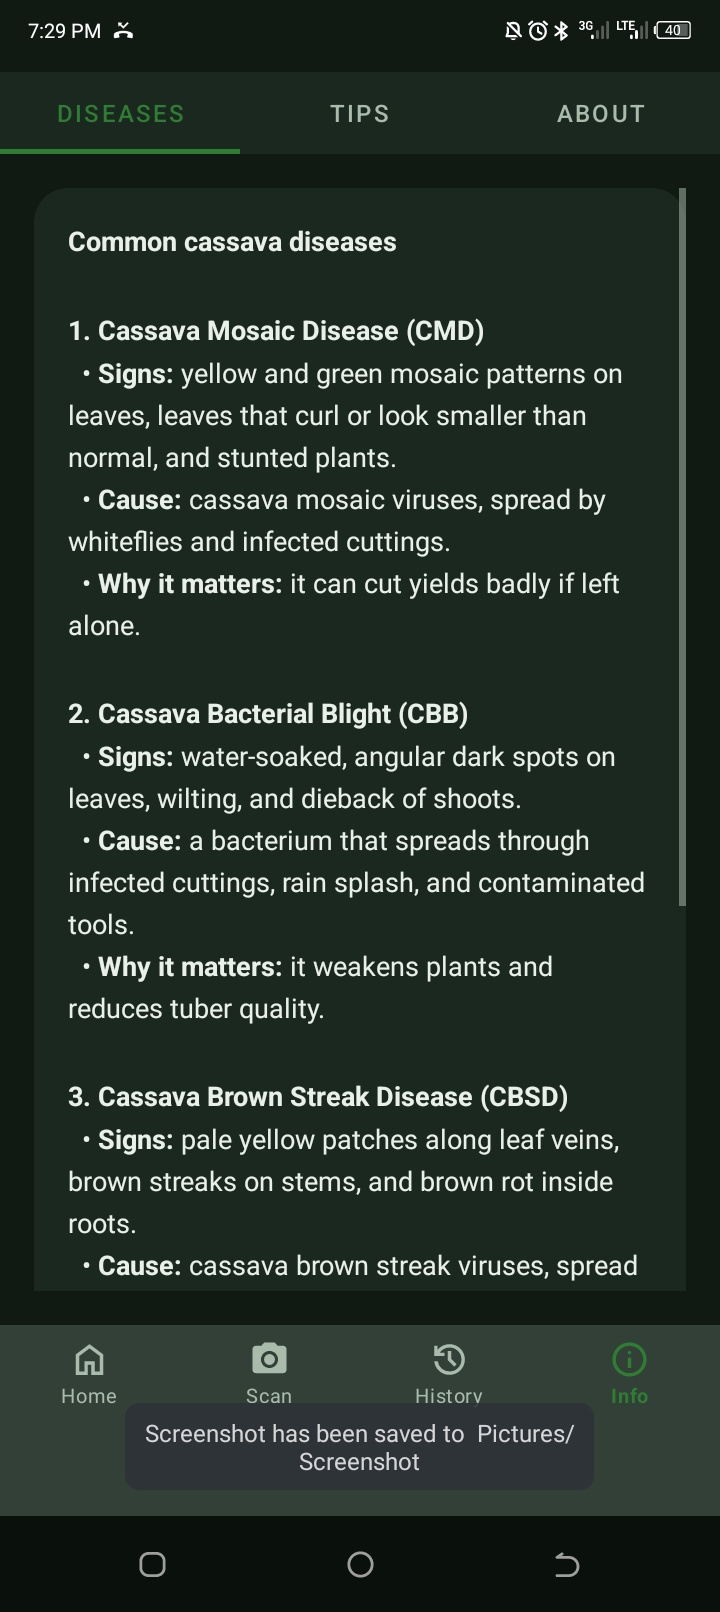 7:29 PM
3G LTE 40
DISEASES TIPS ABOUT
Common cassava diseases
1. Cassava Mosaic Disease (CMD)
• Signs: yellow and green mosaic patterns on
leaves, leaves that curl or look smaller than
normal, and stunted plants.
• Cause: cassava mosaic viruses, spread by
whiteflies and infected cuttings.
• Why it matters: it can cut yields badly if left
alone.
2. Cassava Bacterial Blight (CBB)
• Signs: water-soaked, angular dark spots on
leaves, wilting, and dieback of shoots.
• Cause: a bacterium that spreads through
infected cuttings, rain splash, and contaminated
tools.
• Why it matters: it weakens plants and
reduces tuber quality.
3. Cassava Brown Streak Disease (CBSD)
• Signs: pale yellow patches along leaf veins,
brown streaks on stems, and brown rot inside
roots.
• Cause: cassava brown streak viruses, spread
Home Scan History Info
Screenshot has been saved to Pictures/
Screenshot